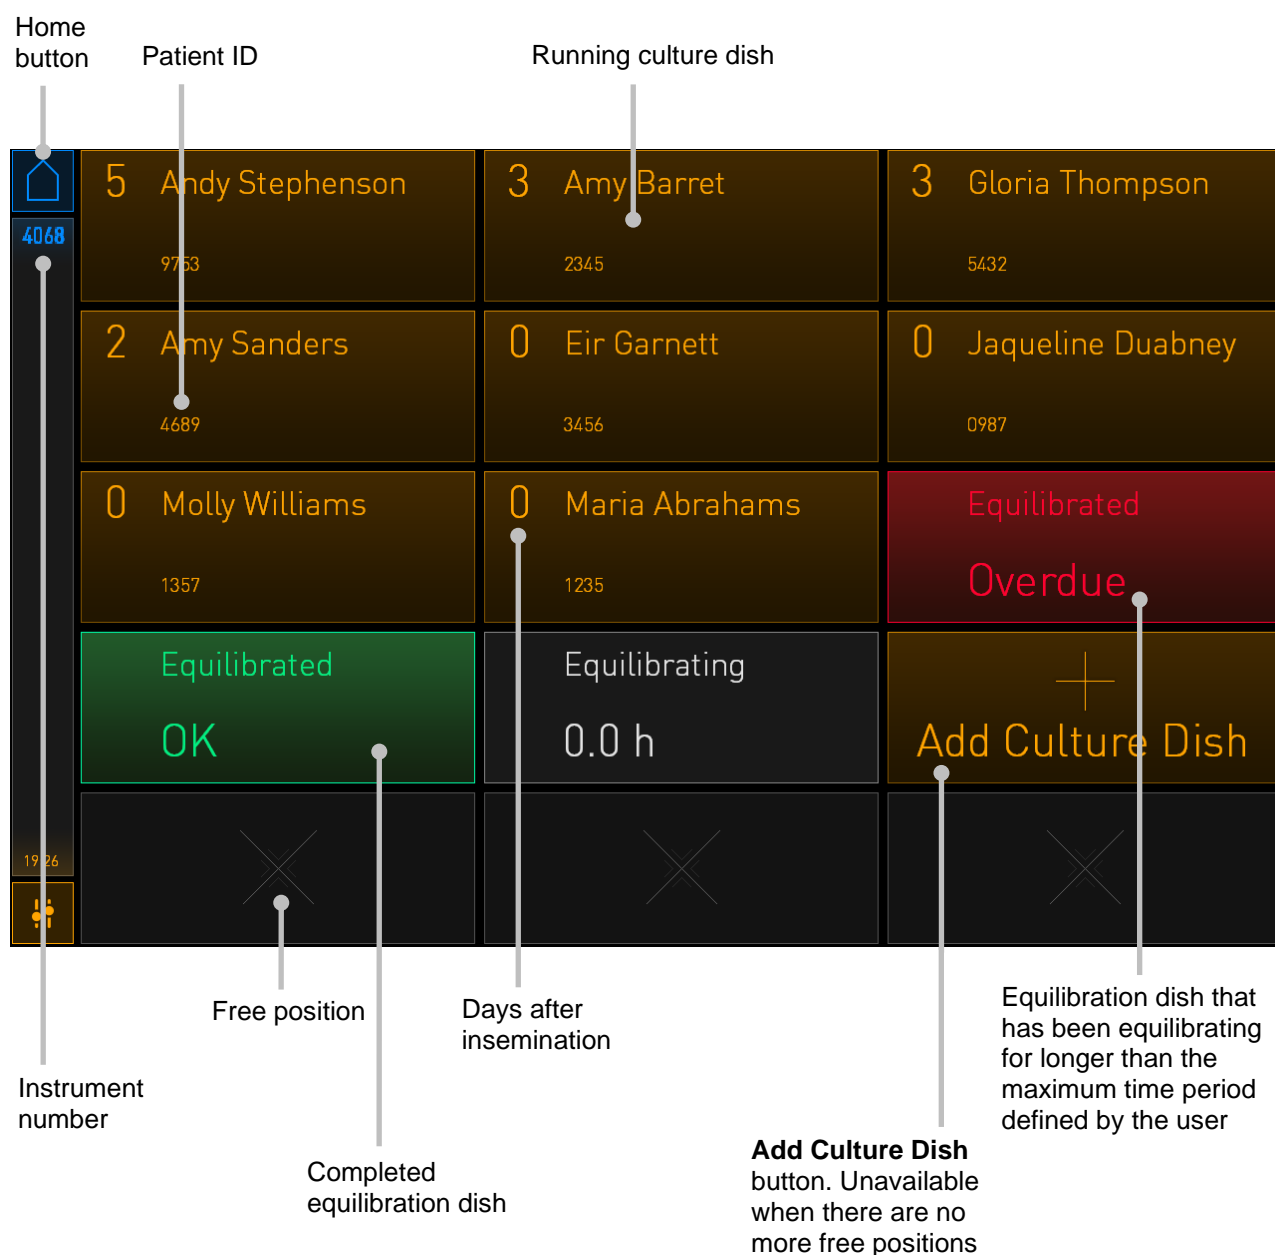 Home
button
Patient ID
Running culture dish
5 Andy Stephenson
9753
3 Amy Barret
2345
3 Gloria Thompson
5432
4068
2 Amy Sanders
4689
0 Eir Garnett
3456
0 Jaqueline Duabney
0987
0 Molly Williams
1357
0 Maria Abrahams
1235
Equilibrated
Overdue
Equilibrated
OK
Equilibrating
0.0 h
Add Culture Dish
19:26
Free position
Days after
insemination
Equilibration dish that
has been equilibrating
for longer than the
maximum time period
defined by the user
Instrument
number
Completed
equilibration dish
Add Culture Dish
button. Unavailable
when there are no
more free positions